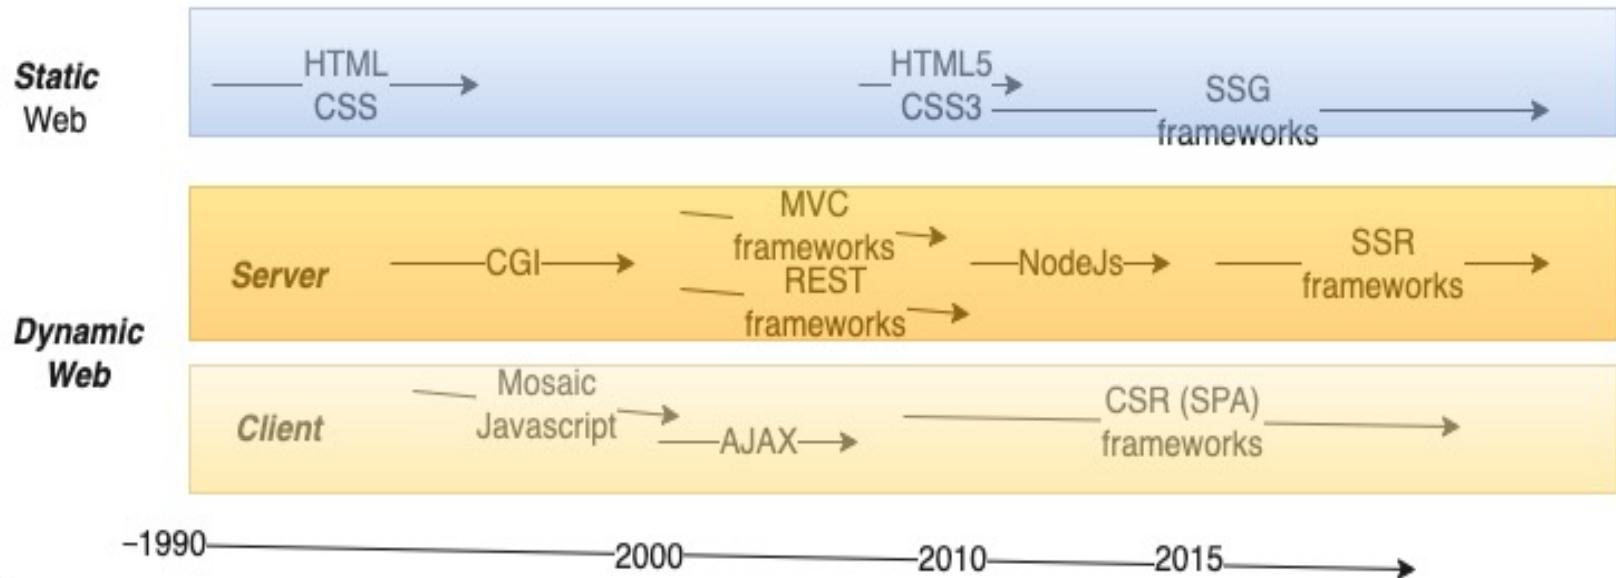 Static
Web
HTML
CSS
HTML5
CSS3
SSG
frameworks
Dynamic
Web
Server
CGI
MVC
frameworks
REST
frameworks
NodeJs
SSR
frameworks
Client
Mosaic
Javascript
AJAX
CSR (SPA)
frameworks
~1990
2000
2010
2015